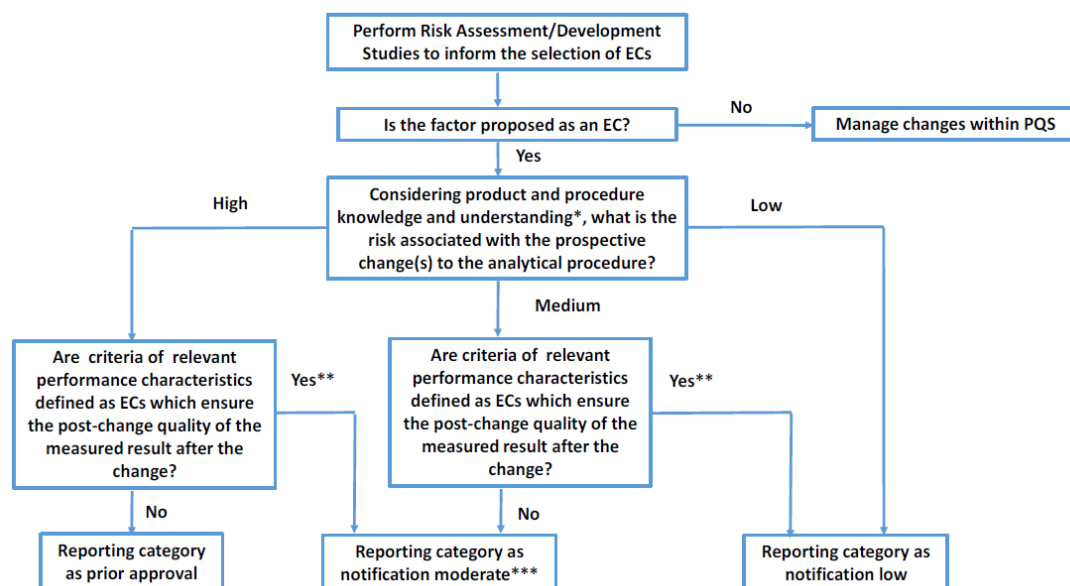 Perform Risk Assessment/Development
Studies to inform the selection of ECs
Is the factor proposed as an EC?
No
Manage changes within PQS
Yes
Considering product and procedure
knowledge and understanding*, what is the
risk associated with the prospective
change(s) to the analytical procedure?
High
Low
Medium
Are criteria of relevant
performance characteristics
defined as ECs which ensure
the post-change quality of the
measured result after the
change?
Yes**
Are criteria of relevant
performance characteristics
defined as ECs which ensure
the post-change quality of the
measured result after the
change?
Yes**
No
No
Reporting category
as prior approval
Reporting category as
notification moderate***
Reporting category as
notification low